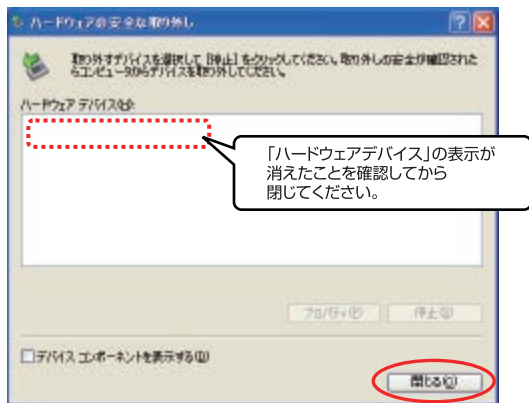 ハードウェアの安全な取り外し
取り外すデバイスを選択して [停止] をクリックしてください。取り外しの安全が確認された
らコンピュータからデバイスを取り外してください。
ハードウェア デバイス(H):
「ハードウェアデバイス」の表示が
消えたことを確認してから
閉じてください。
プロパティ(P) 停止(S)
デバイス コンポーネントを表示する(D)
閉じる(C)